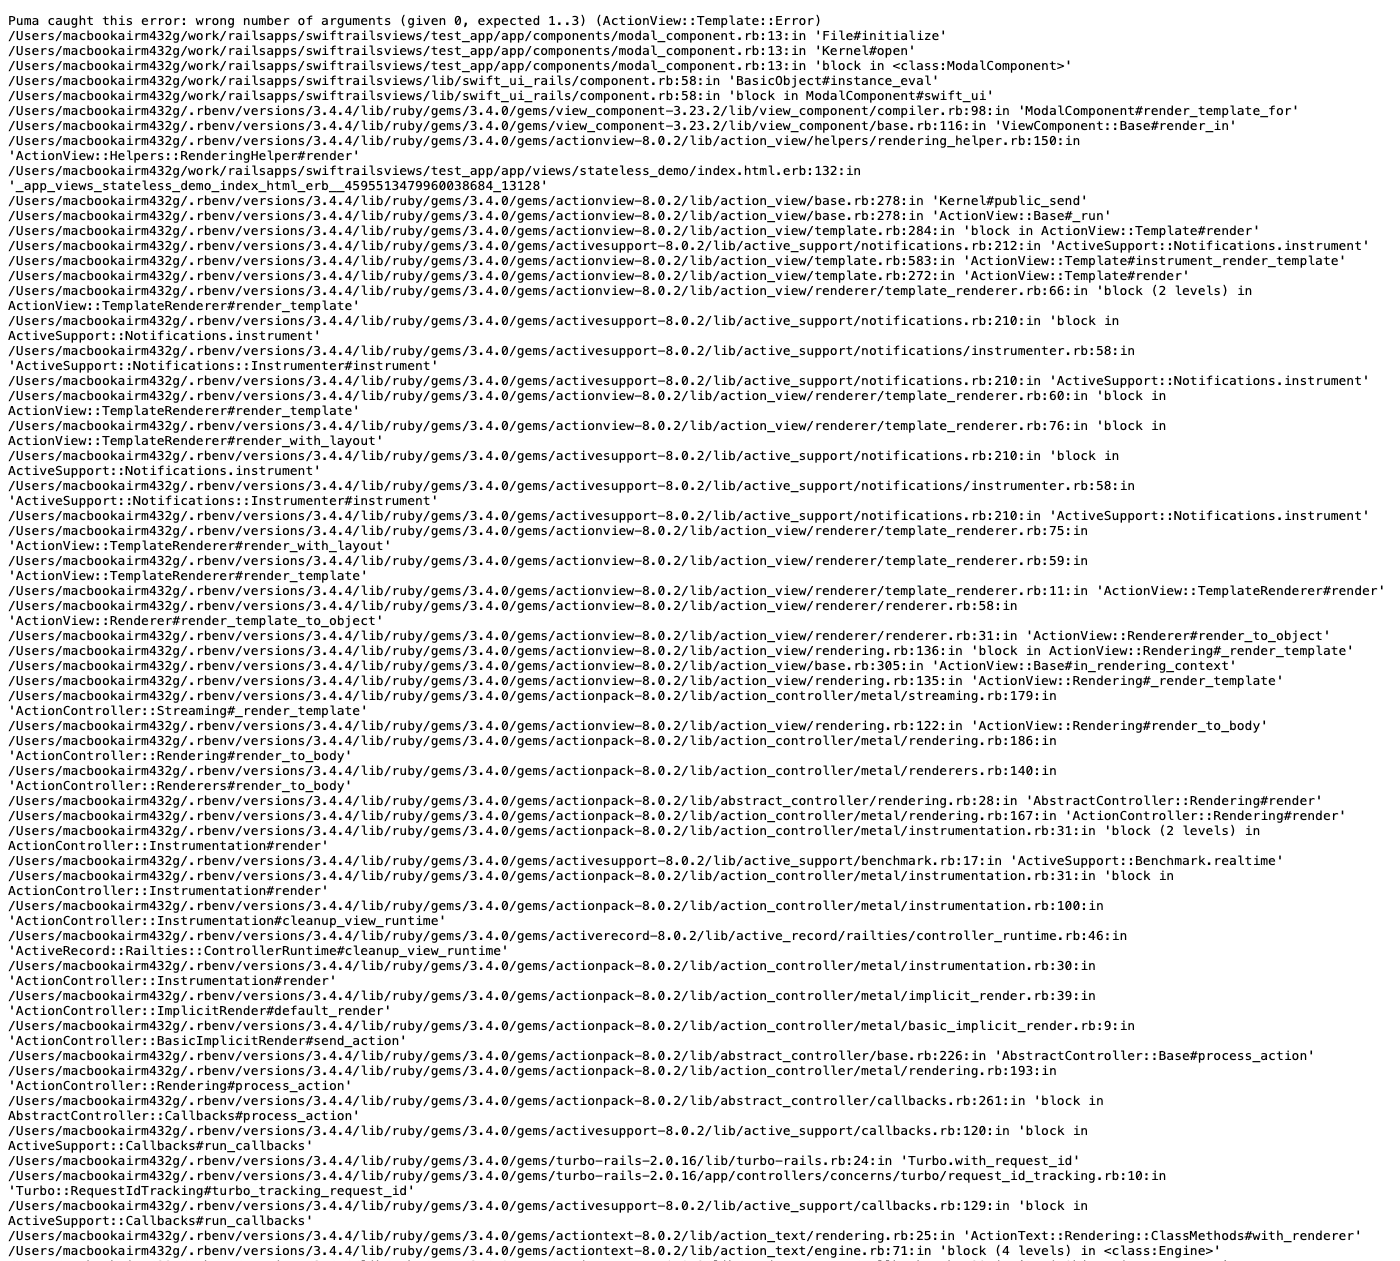 Puma caught this error: wrong number of arguments (given 0, expected 1..3) (ActionView::Template::Error)
/Users/macbookairm432g/work/railsapps/swiftrailsviews/test_app/app/components/modal_component.rb:13:in 'File#initialize'
/Users/macbookairm432g/work/railsapps/swiftrailsviews/test_app/app/components/modal_component.rb:13:in 'Kernel#open'
/Users/macbookairm432g/work/railsapps/swiftrailsviews/test_app/app/components/modal_component.rb:13:in 'block in <class:ModalComponent>'
/Users/macbookairm432g/work/railsapps/swiftrailsviews/lib/swift_ui_rails/component.rb:58:in 'BasicObject#instance_eval'
/Users/macbookairm432g/work/railsapps/swiftrailsviews/lib/swift_ui_rails/component.rb:58:in 'block in ModalComponent#swift_ui'
/Users/macbookairm432g/.rbenv/versions/3.4.4/lib/ruby/gems/3.4.0/gems/view_component-3.23.2/lib/view_component/compiler.rb:98:in 'ModalComponent#render_template_for'
/Users/macbookairm432g/.rbenv/versions/3.4.4/lib/ruby/gems/3.4.0/gems/view_component-3.23.2/lib/view_component/base.rb:116:in 'ViewComponent::Base#render_in'
/Users/macbookairm432g/.rbenv/versions/3.4.4/lib/ruby/gems/3.4.0/gems/actionview-8.0.2/lib/action_view/helpers/rendering_helper.rb:150:in
'ActionView::Helpers::RenderingHelper#render'
/Users/macbookairm432g/work/railsapps/swiftrailsviews/test_app/app/views/stateless_demo/index.html.erb:132:in
'_app_views_stateless_demo_index_html_erb__4595513479960038684_13128'
/Users/macbookairm432g/.rbenv/versions/3.4.4/lib/ruby/gems/3.4.0/gems/actionview-8.0.2/lib/action_view/base.rb:278:in 'Kernel#public_send'
/Users/macbookairm432g/.rbenv/versions/3.4.4/lib/ruby/gems/3.4.0/gems/actionview-8.0.2/lib/action_view/base.rb:278:in 'ActionView::Base#_run'
/Users/macbookairm432g/.rbenv/versions/3.4.4/lib/ruby/gems/3.4.0/gems/actionview-8.0.2/lib/action_view/template.rb:284:in 'block in ActionView::Template#render'
/Users/macbookairm432g/.rbenv/versions/3.4.4/lib/ruby/gems/3.4.0/gems/activesupport-8.0.2/lib/active_support/notifications.rb:212:in 'ActiveSupport::Notifications.instrument'
/Users/macbookairm432g/.rbenv/versions/3.4.4/lib/ruby/gems/3.4.0/gems/actionview-8.0.2/lib/action_view/template.rb:583:in 'ActionView::Template#instrument_render_template'
/Users/macbookairm432g/.rbenv/versions/3.4.4/lib/ruby/gems/3.4.0/gems/actionview-8.0.2/lib/action_view/template.rb:272:in 'ActionView::Template#render'
/Users/macbookairm432g/.rbenv/versions/3.4.4/lib/ruby/gems/3.4.0/gems/actionview-8.0.2/lib/action_view/renderer/template_renderer.rb:66:in 'block (2 levels) in
ActionView::TemplateRenderer#render_template'
/Users/macbookairm432g/.rbenv/versions/3.4.4/lib/ruby/gems/3.4.0/gems/activesupport-8.0.2/lib/active_support/notifications.rb:210:in 'block in
ActiveSupport::Notifications.instrument'
/Users/macbookairm432g/.rbenv/versions/3.4.4/lib/ruby/gems/3.4.0/gems/activesupport-8.0.2/lib/active_support/notifications/instrumenter.rb:58:in
'ActiveSupport::Notifications::Instrumenter#instrument'
/Users/macbookairm432g/.rbenv/versions/3.4.4/lib/ruby/gems/3.4.0/gems/activesupport-8.0.2/lib/active_support/notifications.rb:210:in 'ActiveSupport::Notifications.instrument'
/Users/macbookairm432g/.rbenv/versions/3.4.4/lib/ruby/gems/3.4.0/gems/actionview-8.0.2/lib/action_view/renderer/template_renderer.rb:60:in 'block in
ActionView::TemplateRenderer#render_template'
/Users/macbookairm432g/.rbenv/versions/3.4.4/lib/ruby/gems/3.4.0/gems/actionview-8.0.2/lib/action_view/renderer/template_renderer.rb:76:in 'block in
ActionView::TemplateRenderer#render_with_layout'
/Users/macbookairm432g/.rbenv/versions/3.4.4/lib/ruby/gems/3.4.0/gems/activesupport-8.0.2/lib/active_support/notifications.rb:210:in 'block in
ActiveSupport::Notifications.instrument'
/Users/macbookairm432g/.rbenv/versions/3.4.4/lib/ruby/gems/3.4.0/gems/activesupport-8.0.2/lib/active_support/notifications/instrumenter.rb:58:in
'ActiveSupport::Notifications::Instrumenter#instrument'
/Users/macbookairm432g/.rbenv/versions/3.4.4/lib/ruby/gems/3.4.0/gems/activesupport-8.0.2/lib/active_support/notifications.rb:210:in 'ActiveSupport::Notifications.instrument'
/Users/macbookairm432g/.rbenv/versions/3.4.4/lib/ruby/gems/3.4.0/gems/actionview-8.0.2/lib/action_view/renderer/template_renderer.rb:75:in
'ActionView::TemplateRenderer#render_with_layout'
/Users/macbookairm432g/.rbenv/versions/3.4.4/lib/ruby/gems/3.4.0/gems/actionview-8.0.2/lib/action_view/renderer/template_renderer.rb:59:in
'ActionView::TemplateRenderer#render_template'
/Users/macbookairm432g/.rbenv/versions/3.4.4/lib/ruby/gems/3.4.0/gems/actionview-8.0.2/lib/action_view/renderer/template_renderer.rb:11:in 'ActionView::TemplateRenderer#render'
/Users/macbookairm432g/.rbenv/versions/3.4.4/lib/ruby/gems/3.4.0/gems/actionview-8.0.2/lib/action_view/renderer/renderer.rb:58:in
'ActionView::Renderer#render_template_to_object'
/Users/macbookairm432g/.rbenv/versions/3.4.4/lib/ruby/gems/3.4.0/gems/actionview-8.0.2/lib/action_view/renderer/renderer.rb:31:in 'ActionView::Renderer#render_to_object'
/Users/macbookairm432g/.rbenv/versions/3.4.4/lib/ruby/gems/3.4.0/gems/actionview-8.0.2/lib/action_view/rendering.rb:136:in 'block in ActionView::Rendering#_render_template'
/Users/macbookairm432g/.rbenv/versions/3.4.4/lib/ruby/gems/3.4.0/gems/actionview-8.0.2/lib/action_view/base.rb:305:in 'ActionView::Base#in_rendering_context'
/Users/macbookairm432g/.rbenv/versions/3.4.4/lib/ruby/gems/3.4.0/gems/actionview-8.0.2/lib/action_view/rendering.rb:135:in 'ActionView::Rendering#_render_template'
/Users/macbookairm432g/.rbenv/versions/3.4.4/lib/ruby/gems/3.4.0/gems/actionpack-8.0.2/lib/action_controller/metal/streaming.rb:179:in
'ActionController::Streaming#_render_template'
/Users/macbookairm432g/.rbenv/versions/3.4.4/lib/ruby/gems/3.4.0/gems/actionview-8.0.2/lib/action_view/rendering.rb:122:in 'ActionView::Rendering#render_to_body'
/Users/macbookairm432g/.rbenv/versions/3.4.4/lib/ruby/gems/3.4.0/gems/actionpack-8.0.2/lib/action_controller/metal/rendering.rb:186:in
'ActionController::Rendering#render_to_body'
/Users/macbookairm432g/.rbenv/versions/3.4.4/lib/ruby/gems/3.4.0/gems/actionpack-8.0.2/lib/action_controller/metal/renderers.rb:140:in
'ActionController::Renderers#render_to_body'
/Users/macbookairm432g/.rbenv/versions/3.4.4/lib/ruby/gems/3.4.0/gems/actionpack-8.0.2/lib/abstract_controller/rendering.rb:28:in 'AbstractController::Rendering#render'
/Users/macbookairm432g/.rbenv/versions/3.4.4/lib/ruby/gems/3.4.0/gems/actionpack-8.0.2/lib/action_controller/metal/rendering.rb:167:in 'ActionController::Rendering#render'
/Users/macbookairm432g/.rbenv/versions/3.4.4/lib/ruby/gems/3.4.0/gems/actionpack-8.0.2/lib/action_controller/metal/instrumentation.rb:31:in 'block (2 levels) in
ActionController::Instrumentation#render'
/Users/macbookairm432g/.rbenv/versions/3.4.4/lib/ruby/gems/3.4.0/gems/activesupport-8.0.2/lib/active_support/benchmark.rb:17:in 'ActiveSupport::Benchmark.realtime'
/Users/macbookairm432g/.rbenv/versions/3.4.4/lib/ruby/gems/3.4.0/gems/actionpack-8.0.2/lib/action_controller/metal/instrumentation.rb:31:in 'block in
ActionController::Instrumentation#render'
/Users/macbookairm432g/.rbenv/versions/3.4.4/lib/ruby/gems/3.4.0/gems/actionpack-8.0.2/lib/action_controller/metal/instrumentation.rb:100:in
'ActionController::Instrumentation#cleanup_view_runtime'
/Users/macbookairm432g/.rbenv/versions/3.4.4/lib/ruby/gems/3.4.0/gems/activerecord-8.0.2/lib/active_record/railties/controller_runtime.rb:46:in
'ActiveRecord::Railties::ControllerRuntime#cleanup_view_runtime'
/Users/macbookairm432g/.rbenv/versions/3.4.4/lib/ruby/gems/3.4.0/gems/actionpack-8.0.2/lib/action_controller/metal/instrumentation.rb:30:in
'ActionController::Instrumentation#render'
/Users/macbookairm432g/.rbenv/versions/3.4.4/lib/ruby/gems/3.4.0/gems/actionpack-8.0.2/lib/action_controller/metal/implicit_render.rb:39:in
'ActionController::ImplicitRender#default_render'
/Users/macbookairm432g/.rbenv/versions/3.4.4/lib/ruby/gems/3.4.0/gems/actionpack-8.0.2/lib/action_controller/metal/basic_implicit_render.rb:9:in
'ActionController::BasicImplicitRender#send_action'
/Users/macbookairm432g/.rbenv/versions/3.4.4/lib/ruby/gems/3.4.0/gems/actionpack-8.0.2/lib/abstract_controller/base.rb:226:in 'AbstractController::Base#process_action'
/Users/macbookairm432g/.rbenv/versions/3.4.4/lib/ruby/gems/3.4.0/gems/actionpack-8.0.2/lib/action_controller/metal/rendering.rb:193:in
'ActionController::Rendering#process_action'
/Users/macbookairm432g/.rbenv/versions/3.4.4/lib/ruby/gems/3.4.0/gems/actionpack-8.0.2/lib/abstract_controller/callbacks.rb:261:in 'block in
AbstractController::Callbacks#process_action'
/Users/macbookairm432g/.rbenv/versions/3.4.4/lib/ruby/gems/3.4.0/gems/activesupport-8.0.2/lib/active_support/callbacks.rb:120:in 'block in
ActiveSupport::Callbacks#run_callbacks'
/Users/macbookairm432g/.rbenv/versions/3.4.4/lib/ruby/gems/3.4.0/gems/turbo-rails-2.0.16/lib/turbo-rails.rb:24:in 'Turbo.with_request_id'
/Users/macbookairm432g/.rbenv/versions/3.4.4/lib/ruby/gems/3.4.0/gems/turbo-rails-2.0.16/app/controllers/concerns/turbo/request_id_tracking.rb:10:in
'Turbo::RequestIdTracking#turbo_tracking_request_id'
/Users/macbookairm432g/.rbenv/versions/3.4.4/lib/ruby/gems/3.4.0/gems/activesupport-8.0.2/lib/active_support/callbacks.rb:129:in 'block in
ActiveSupport::Callbacks#run_callbacks'
/Users/macbookairm432g/.rbenv/versions/3.4.4/lib/ruby/gems/3.4.0/gems/actiontext-8.0.2/lib/action_text/rendering.rb:25:in 'ActionText::Rendering::ClassMethods#with_renderer'
/Users/macbookairm432g/.rbenv/versions/3.4.4/lib/ruby/gems/3.4.0/gems/actiontext-8.0.2/lib/action_text/engine.rb:71:in 'block (4 levels) in <class:Engine>'